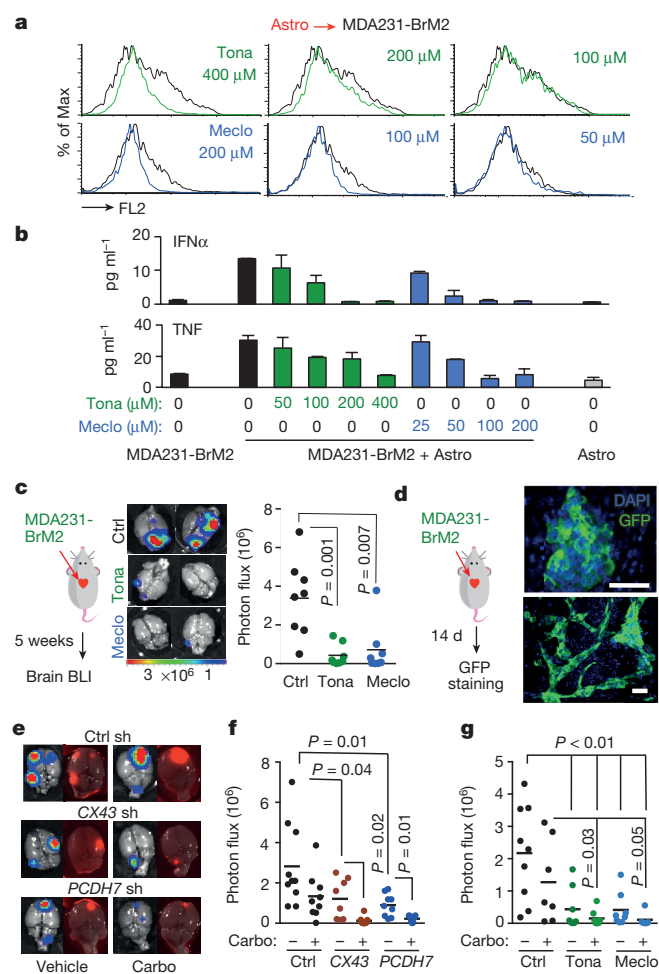 a
Astro → MDA231-BrM2
Tona
400 µM
200 µM
100 µM
Meclo
200 µM
100 µM
50 µM
% of Max
→ FL2
b
IFNα
pg ml⁻¹
20
10
0
TNF
pg ml⁻¹
40
20
0
Tona (µM): 0 0 50 100 200 400 0 0 0 0 0
Meclo (µM): 0 0 0 0 0 0 25 50 100 200 0
MDA231-BrM2 MDA231-BrM2 + Astro Astro
c
MDA231-
BrM2
5 weeks
Brain BLI
Ctrl
Tona
Meclo
3 ×10⁶ 1
Photon flux (10⁶)
8
6
4
2
0
P = 0.001
P = 0.007
Ctrl Tona Meclo
d
MDA231-
BrM2
14 d
GFP
staining
DAPI
GFP
e
Ctrl sh
CX43 sh
PCDH7 sh
Vehicle Carbo
f
Photon flux (10⁶)
8
6
4
2
0
P = 0.01
P = 0.04
P = 0.02
P = 0.01
Carbo: − + − + − +
Ctrl CX43 PCDH7
g
Photon flux (10⁶)
5
4
3
2
1
0
P < 0.01
P = 0.03
P = 0.05
Carbo: − + − + − +
Ctrl Tona Meclo